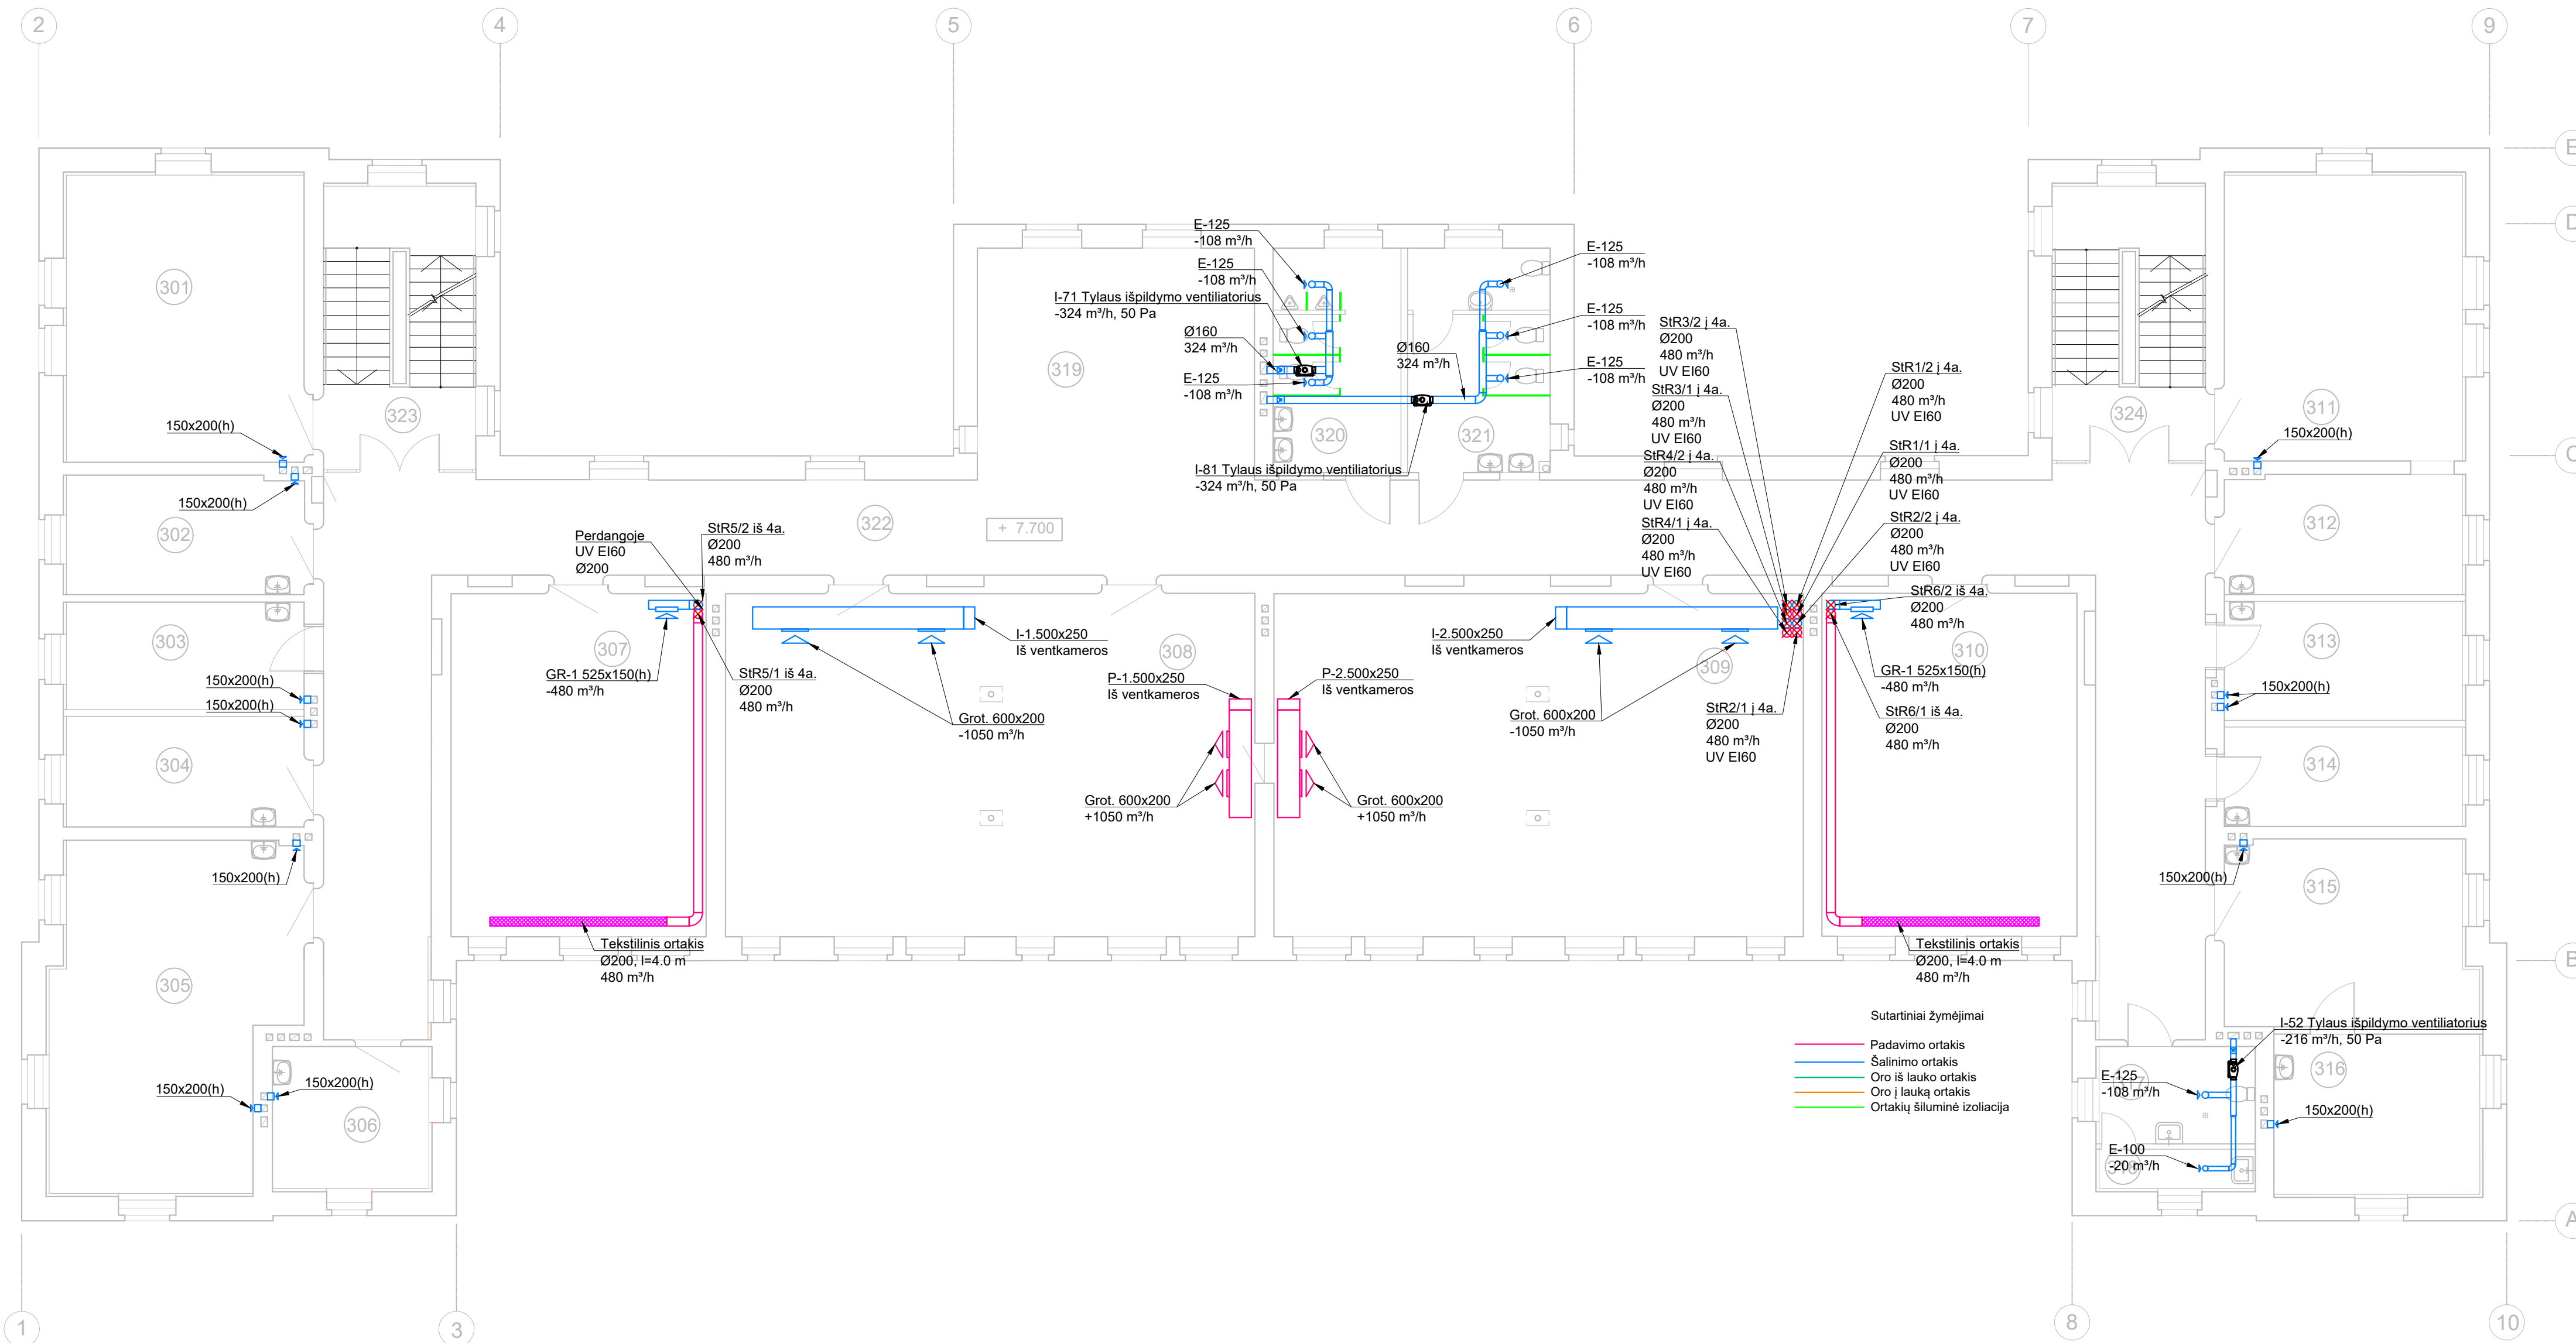 2
4
5
6
7
9
E
D
C
B
A
1
3
8
10
301
302
303
304
305
306
307
308
309
310
311
312
313
314
315
316
319
320
321
322
323
324
+ 7.700
150x200(h)
150x200(h)
150x200(h)
150x200(h)
150x200(h)
150x200(h)
150x200(h)
E-125
-108 m³/h
E-125
-108 m³/h
I-71 Tylaus išpildymo ventiliatorius
-324 m³/h, 50 Pa
Ø160
324 m³/h
E-125
-108 m³/h
E-125
-108 m³/h
E-125
-108 m³/h
E-125
-108 m³/h
Ø160
324 m³/h
I-81 Tylaus išpildymo ventiliatorius
-324 m³/h, 50 Pa
StR3/2 į 4a.
Ø200
480 m³/h
UV EI60
StR3/1 į 4a.
Ø200
480 m³/h
UV EI60
StR4/2 į 4a.
Ø200
480 m³/h
UV EI60
StR4/1 į 4a.
Ø200
480 m³/h
UV EI60
StR1/2 į 4a.
Ø200
480 m³/h
UV EI60
StR1/1 į 4a.
Ø200
480 m³/h
UV EI60
StR2/2 į 4a.
Ø200
480 m³/h
UV EI60
StR6/2 iš 4a.
Ø200
480 m³/h
GR-1 525x150(h)
-480 m³/h
StR6/1 iš 4a.
Ø200
480 m³/h
StR2/1 į 4a.
Ø200
480 m³/h
UV EI60
Perdangoje
UV EI60
Ø200
StR5/2 iš 4a.
Ø200
480 m³/h
GR-1 525x150(h)
-480 m³/h
StR5/1 iš 4a.
Ø200
480 m³/h
I-1.500x250
Iš ventkameros
Grot. 600x200
-1050 m³/h
P-1.500x250
Iš ventkameros
Grot. 600x200
+1050 m³/h
P-2.500x250
Iš ventkameros
Grot. 600x200
+1050 m³/h
I-2.500x250
Iš ventkameros
Grot. 600x200
-1050 m³/h
Tekstilinis ortakis
Ø200, l=4.0 m
480 m³/h
Tekstilinis ortakis
Ø200, l=4.0 m
480 m³/h
150x200(h)
150x200(h)
150x200(h)
150x200(h)
I-52 Tylaus išpildymo ventiliatorius
-216 m³/h, 50 Pa
E-125
-108 m³/h
E-100
-20 m³/h
Sutartiniai žymėjimai
Padavimo ortakis
Šalinimo ortakis
Oro iš lauko ortakis
Oro į lauką ortakis
Ortakių šiluminė izoliacija